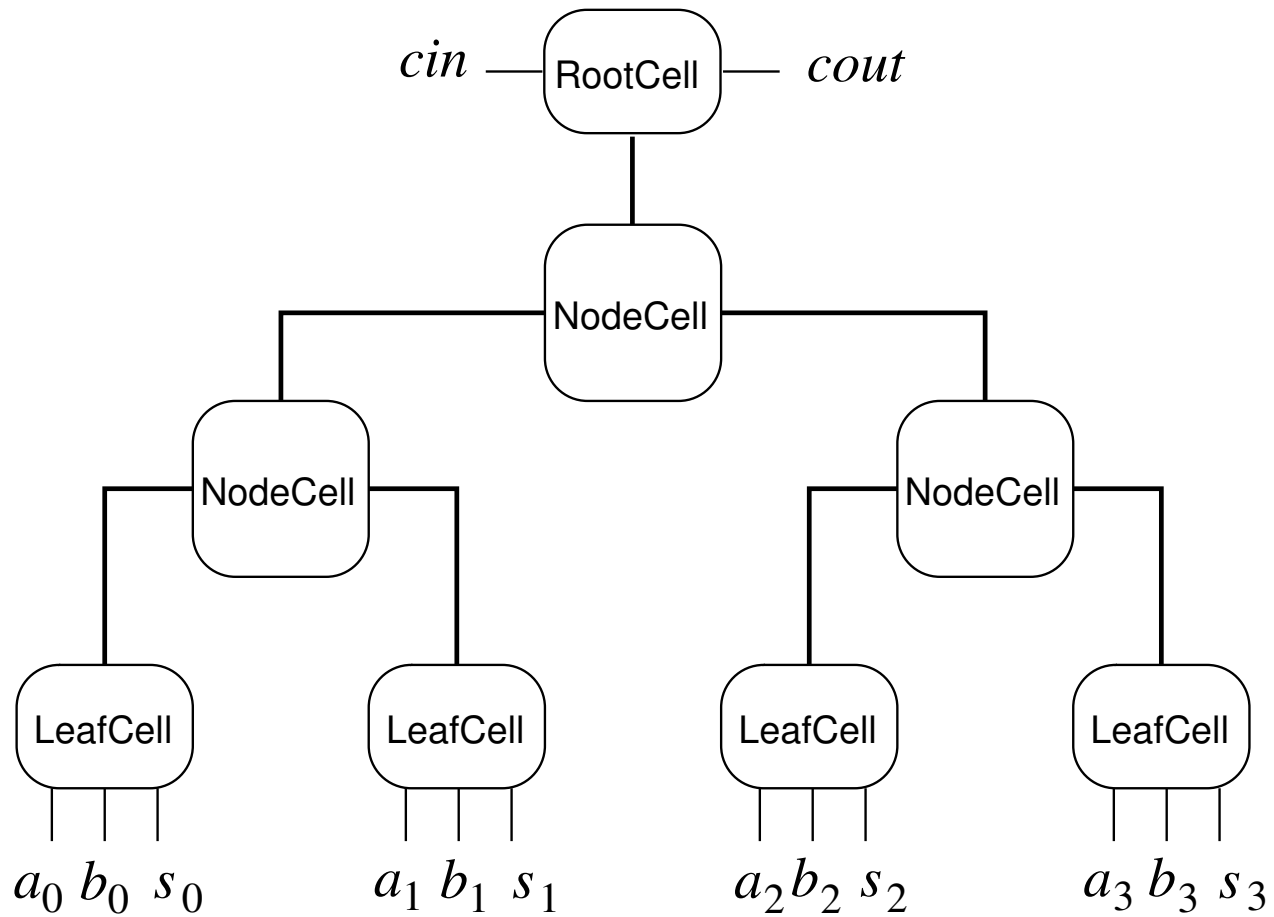 cin RootCell cout
NodeCell
NodeCell NodeCell
LeafCell LeafCell LeafCell LeafCell
a0 b0 s0 a1 b1 s1 a2 b2 s2 a3 b3 s3